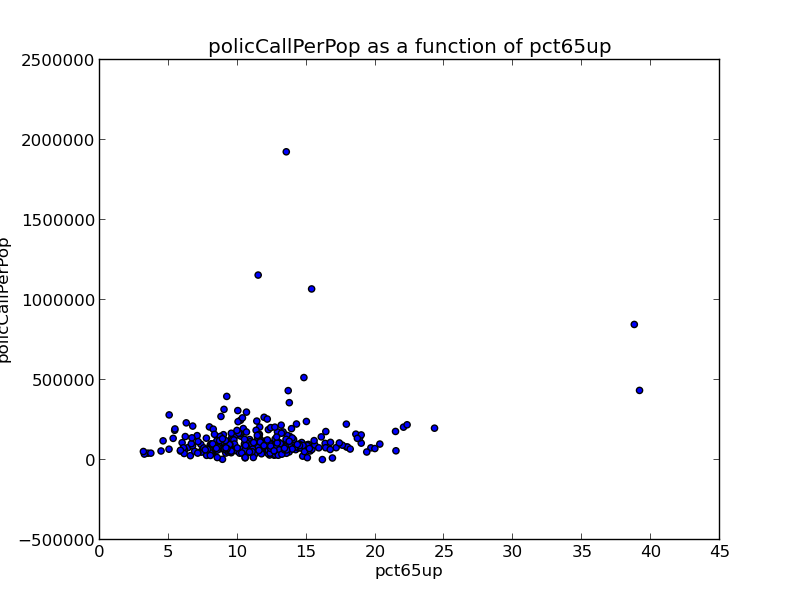 policCallPerPop as a function of pct65up
2500000
2000000
1500000
1000000
500000
0
−500000
policCallPerPop
0 5 10 15 20 25 30 35 40 45
pct65up